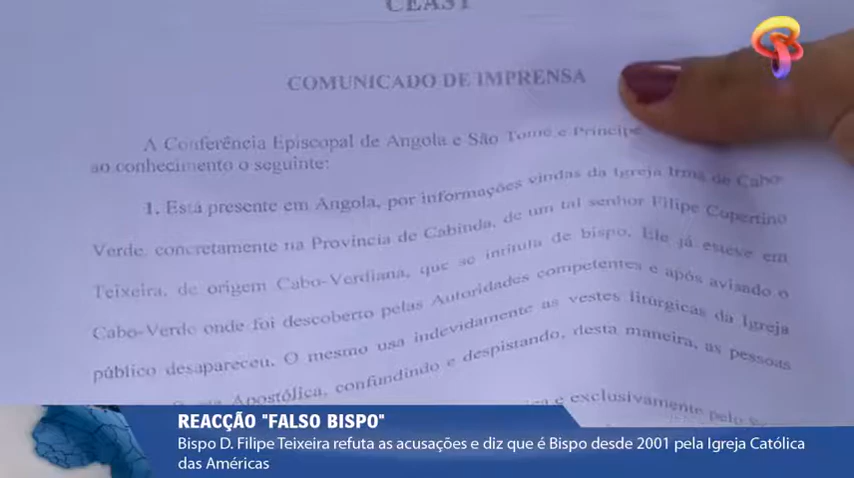 CEAST
COMUNICADO DE IMPRENSA
A Conferência Episcopal de Angola e São Tomé e Príncipe
ao conhecimento o seguinte:
1. Está presente em Angola, por informações vindas da Igreja Irmã de Cabo-
Verde, concretamente na Província de Cabinda, de um tal senhor Filipe Cupertino
Teixeira, de origem Cabo-Verdiana, que se intitula de bispo. Ele já esteve em
Cabo-Verde onde foi descoberto pelas Autoridades competentes e após avisando o
público desapareceu. O mesmo usa indevidamente as vestes litúrgicas da Igreja
Apostólica, confundindo e despistando, desta maneira, as pessoas
e exclusivamente pelo
REACÇÃO "FALSO BISPO"
Bispo D. Filipe Teixeira refuta as acusações e diz que é Bispo desde 2001 pela Igreja Católica
das Américas